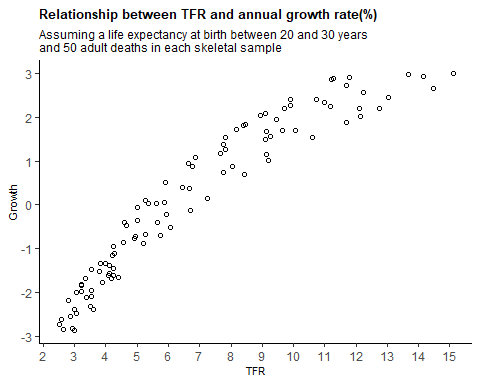 Relationship between TFR and annual growth rate(%)
Assuming a life expectancy at birth between 20 and 30 years
and 50 adult deaths in each skeletal sample
3
2
1
0
-1
-2
-3
Growth
2 3 4 5 6 7 8 9 10 11 12 13 14 15
TFR